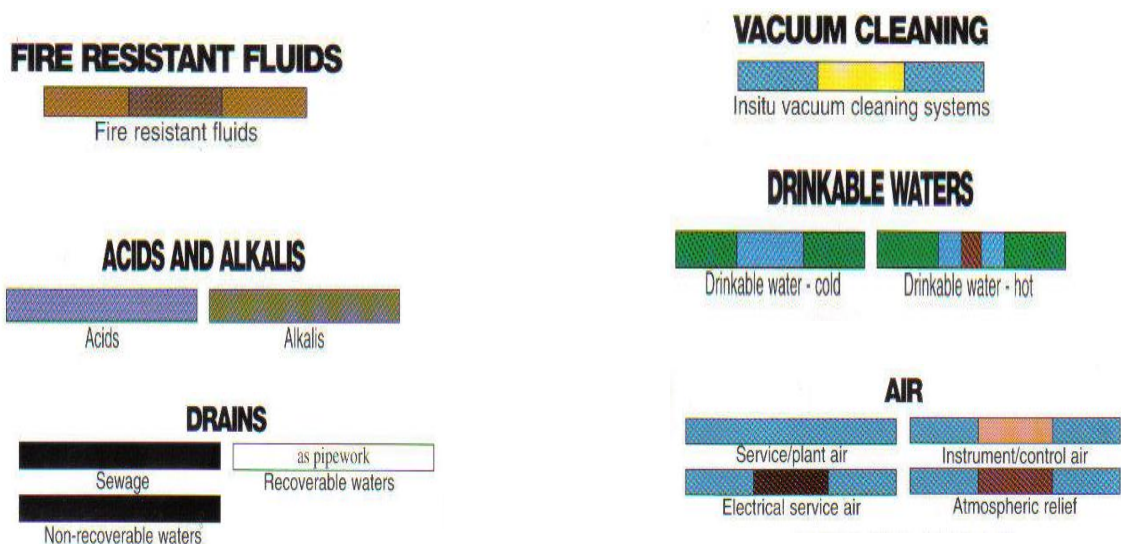 FIRE RESISTANT FLUIDS
Fire resistant fluids
ACIDS AND ALKALIS
Acids
Alkalis
DRAINS
as pipework
Sewage
Recoverable waters
Non-recoverable waters
VACUUM CLEANING
Insitu vacuum cleaning systems
DRINKABLE WATERS
Drinkable water - cold
Drinkable water - hot
AIR
Service/plant air
Instrument/control air
Electrical service air
Atmospheric relief